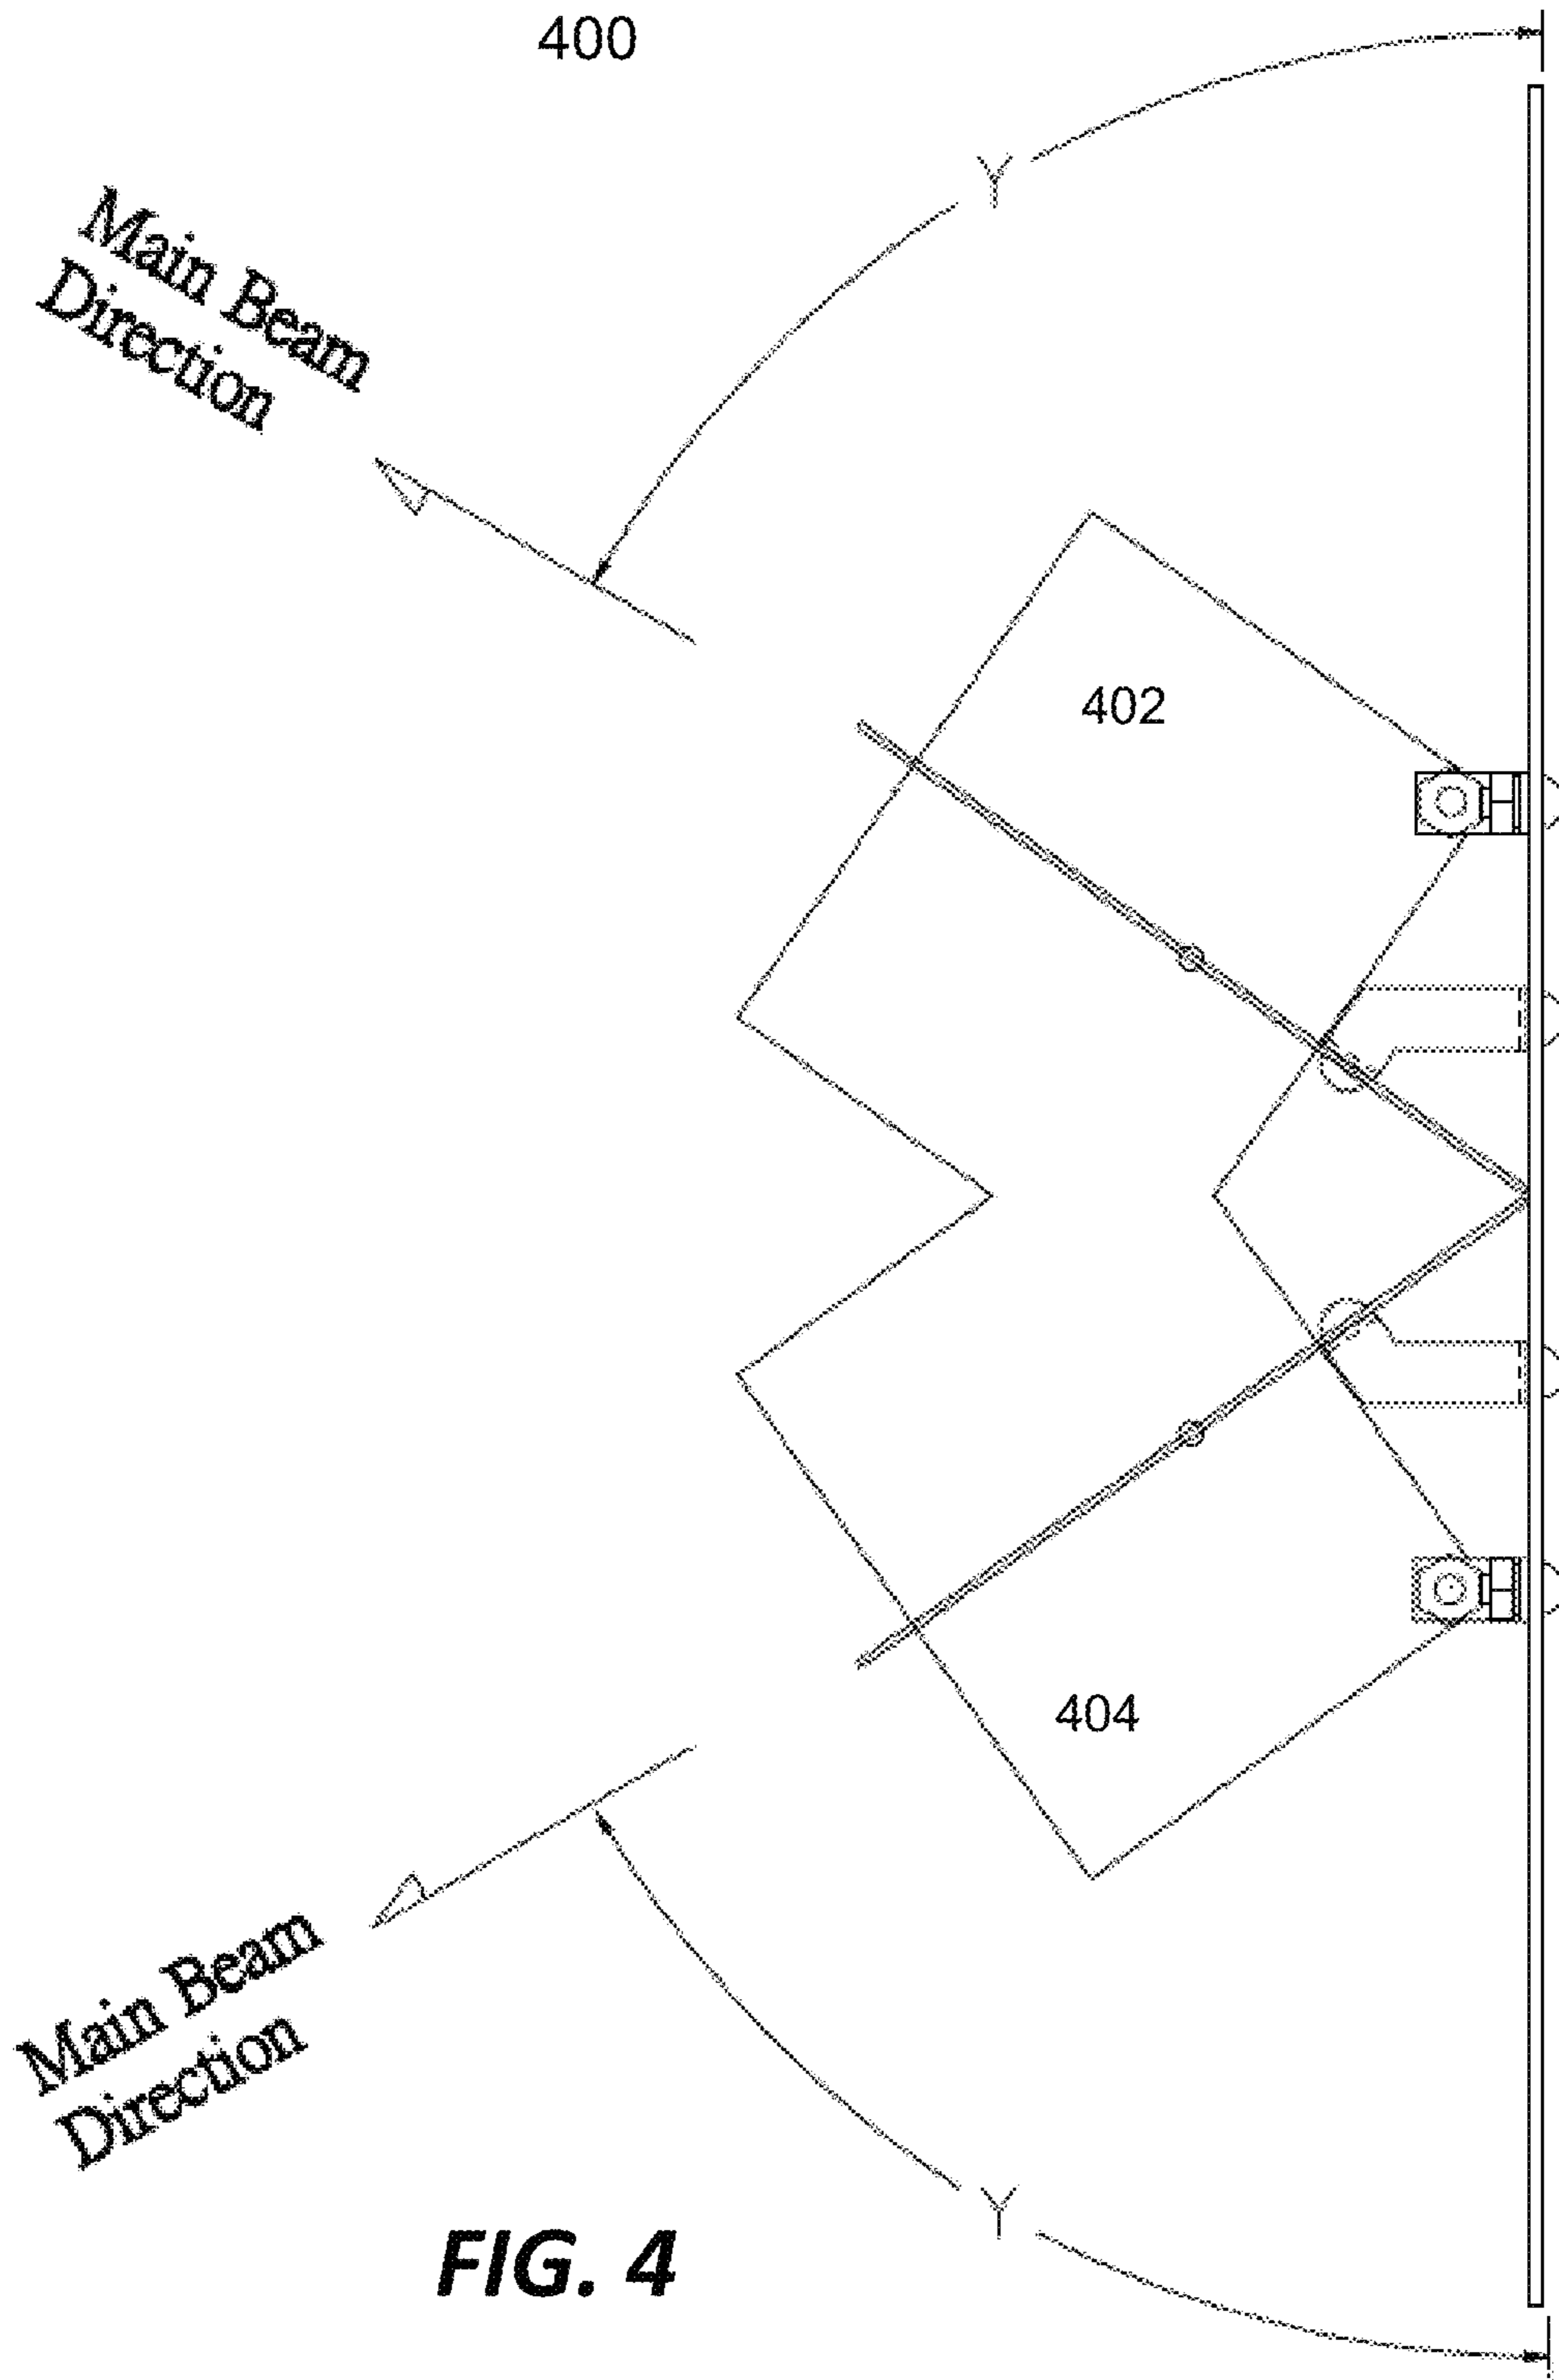 400
Y
Main Beam
Direction
402
404
Main Beam
Direction
Y
FIG. 4